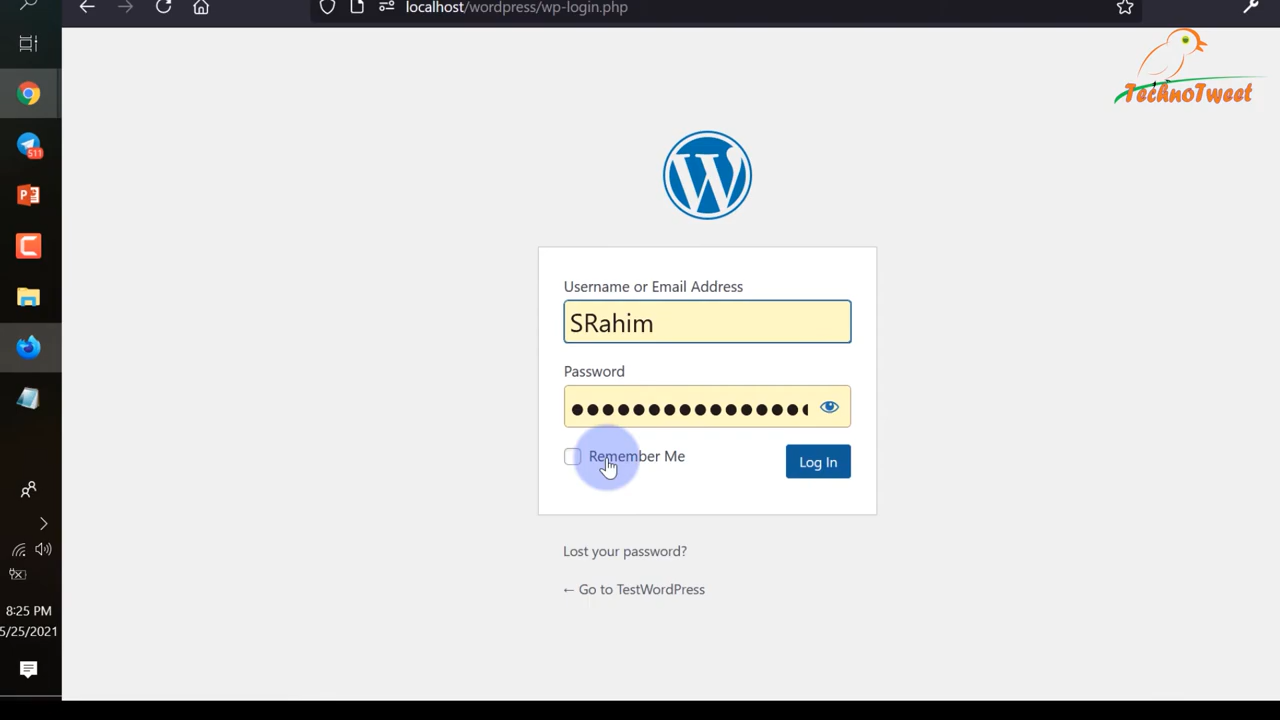 localhost/wordpress/wp-login.php
TechnoTweet
Username or Email Address
SRahim
Password
Remember Me
Log In
Lost your password?
← Go to TestWordPress
511
8:25 PM
5/25/2021